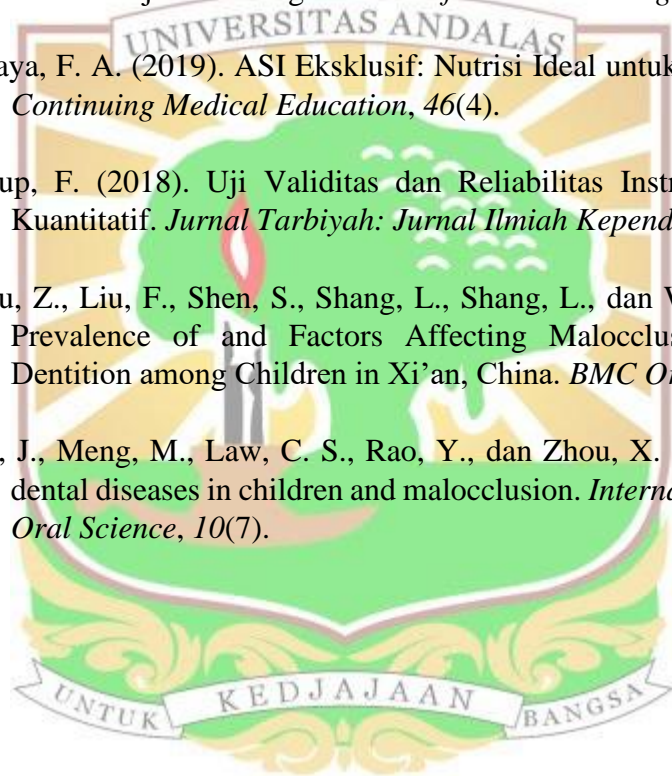 UNIVERSITAS ANDALAS
aya, F. A. (2019). ASI Eksklusif: Nutrisi Ideal untuk
Continuing Medical Education, 46(4).
up, F. (2018). Uji Validitas dan Reliabilitas Instr
Kuantitatif. Jurnal Tarbiyah: Jurnal Ilmiah Kepend
u, Z., Liu, F., Shen, S., Shang, L., Shang, L., dan
Prevalence of and Factors Affecting Malocclus
Dentition among Children in Xi'an, China. BMC Or
, J., Meng, M., Law, C. S., Rao, Y., dan Zhou, X.
dental diseases in children and malocclusion. Interna
Oral Science, 10(7).
UNTUK KEDJAJAAN BANGSA